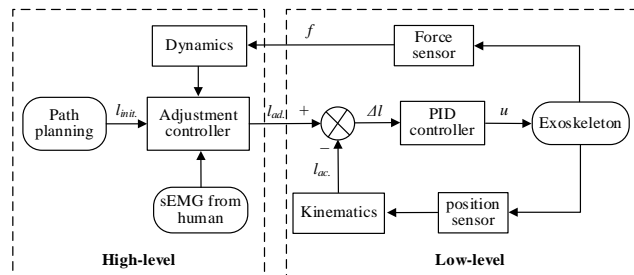 Dynamics
f
Force
sensor
Path
planning
l_init.
Adjustment
controller
l_ad.
+
−
Δl
PID
controller
u
Exoskeleton
l_ac.
sEMG from
human
Kinematics
position
sensor
High-level
Low-level